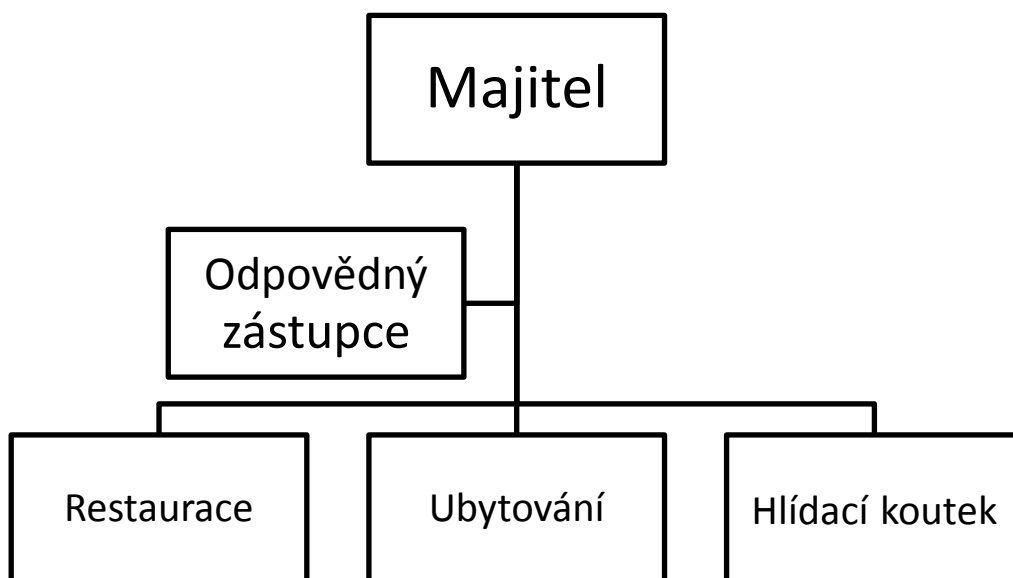 Majitel
Odpovědný
zástupce
Restaurace
Ubytování
Hlídací koutek